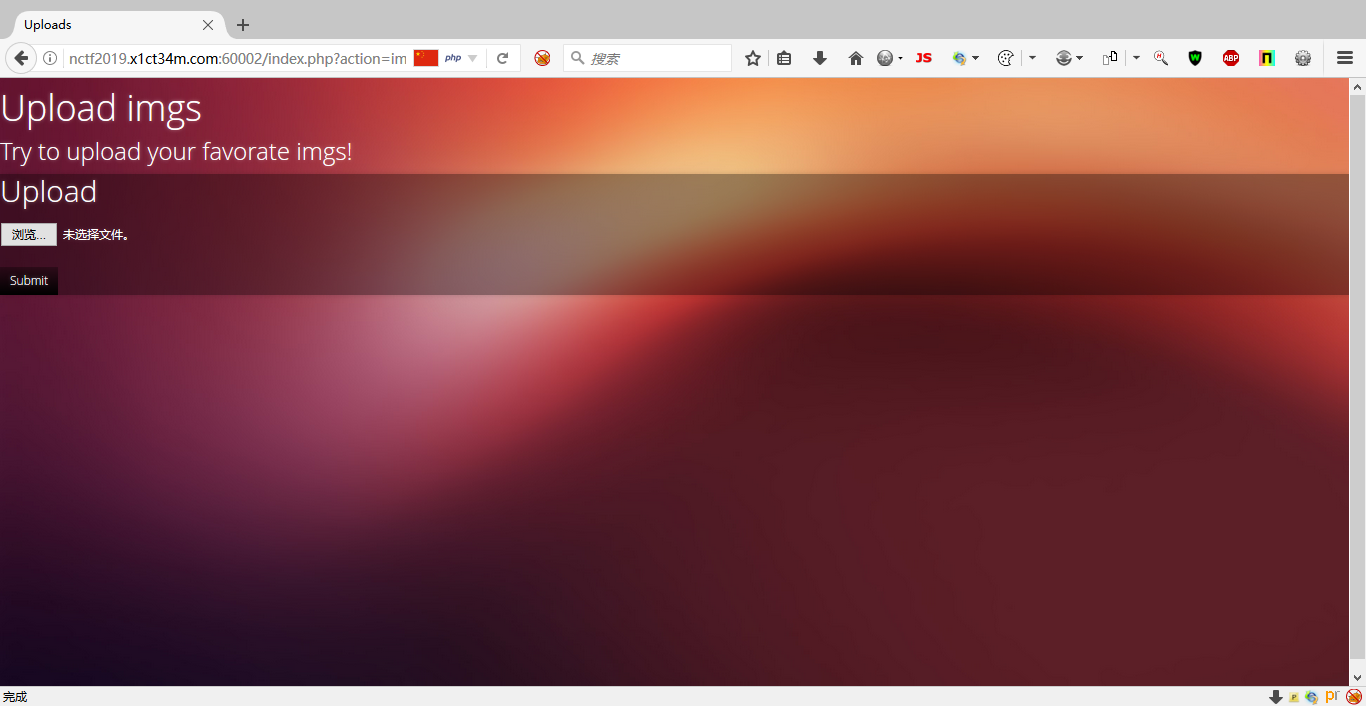 Uploads
nctf2019.x1ct34m.com:60002/index.php?action=im
php
搜索
JS
ABP
Upload imgs
Try to upload your favorate imgs!
Upload
浏览... 未选择文件。
Submit
完成
P
pr